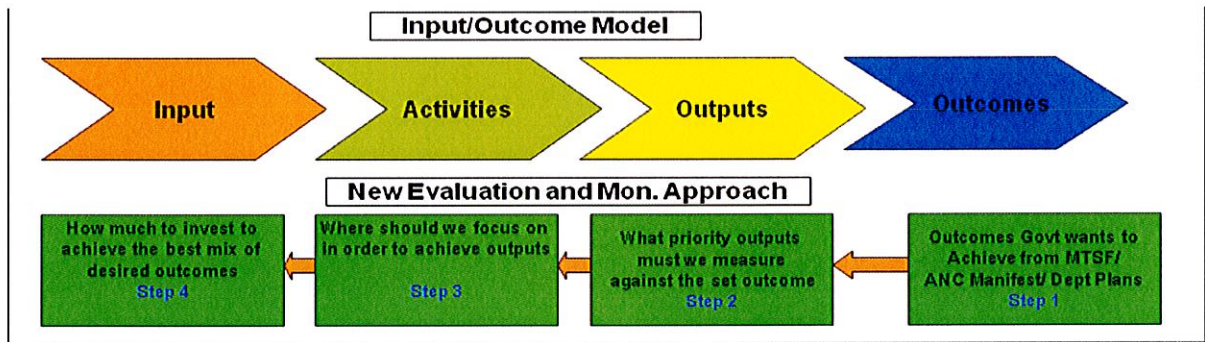 Input/Outcome Model
Input
Activities
Outputs
Outcomes
New Evaluation and Mon. Approach
How much to invest to
achieve the best mix of
desired outcomes
Step 4
Where should we focus on
in order to achieve outputs
Step 3
What priority outputs
must we measure
against the set outcome
Step 2
Outcomes Govt wants to
Achieve from MTSF/
ANC Manifest/ Dept Plans
Step 1